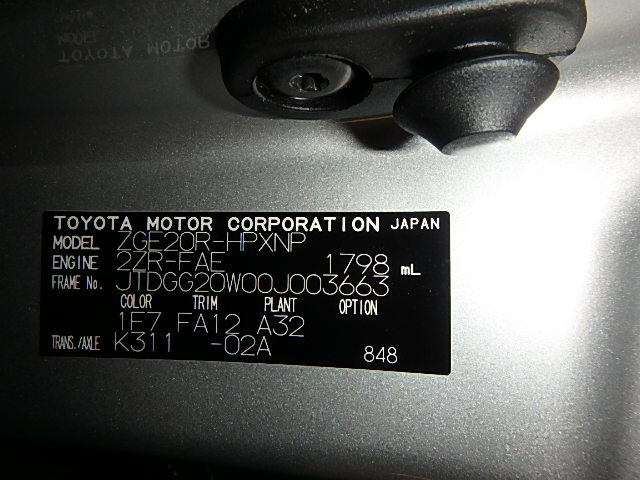 TOYOTA MOTOR CORPORATION JAPAN
MODEL ZGE20R-HPXNP
ENGINE 2ZR-FAE 1798 mL
FRAME No. JTDGG20W00J003663
COLOR TRIM PLANT OPTION
1E7 FA12 A32
TRANS./AXLE K311 -02A 848